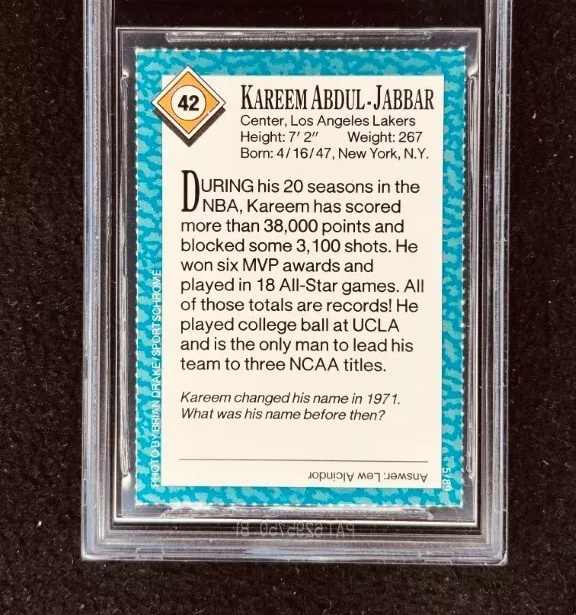 42
KAREEM ABDUL-JABBAR
Center, Los Angeles Lakers
Height: 7' 2" Weight: 267
Born: 4/16/47, New York, N.Y.
DURING his 20 seasons in the
NBA, Kareem has scored
more than 38,000 points and
blocked some 3,100 shots. He
won six MVP awards and
played in 18 All-Star games. All
of those totals are records! He
played college ball at UCLA
and is the only man to lead his
team to three NCAA titles.
Kareem changed his name in 1971.
What was his name before then?
Answer: Lew Alcindor
PHOTO BY BRIAN DRAKE/SPORTSCHROME
5/89